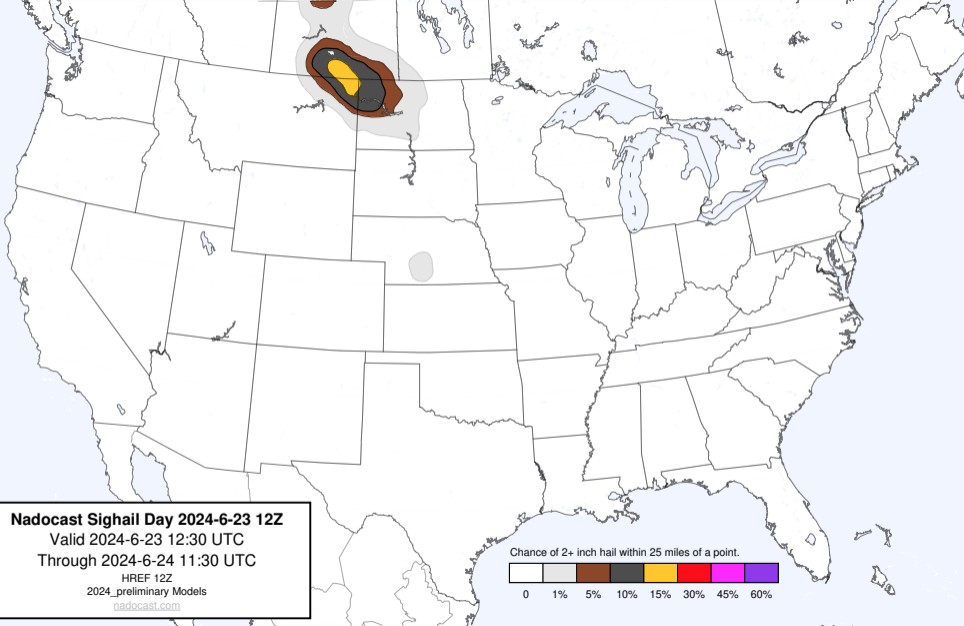 Nadocast Sighail Day 2024-6-23 12Z
Valid 2024-6-23 12:30 UTC
Through 2024-6-24 11:30 UTC
HREF 12Z
2024_preliminary Models
nadocast.com
Chance of 2+ inch hail within 25 miles of a point.
0 1% 5% 10% 15% 30% 45% 60%